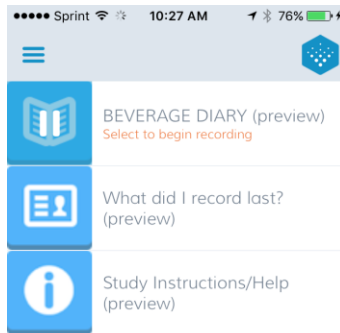 Sprint 10:27 AM 76%
BEVERAGE DIARY (preview)
Select to begin recording
What did I record last?
(preview)
Study Instructions/Help
(preview)